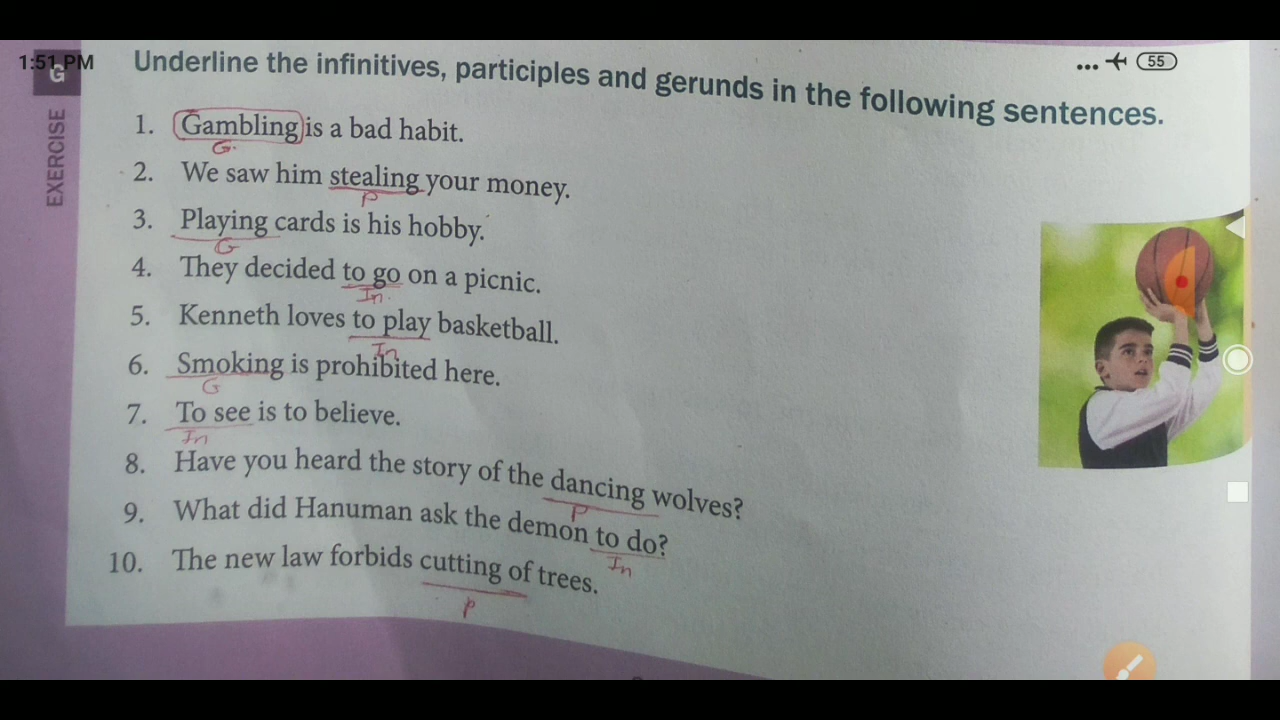 1:51 PM
... 55
G
EXERCISE
Underline the infinitives, participles and gerunds in the following sentences.
1. Gambling is a bad habit.
G.
2. We saw him stealing your money.
P
3. Playing cards is his hobby.
G
4. They decided to go on a picnic.
In.
5. Kenneth loves to play basketball.
In
6. Smoking is prohibited here.
G
7. To see is to believe.
In
8. Have you heard the story of the dancing wolves?
P
9. What did Hanuman ask the demon to do?
In
10. The new law forbids cutting of trees.
P